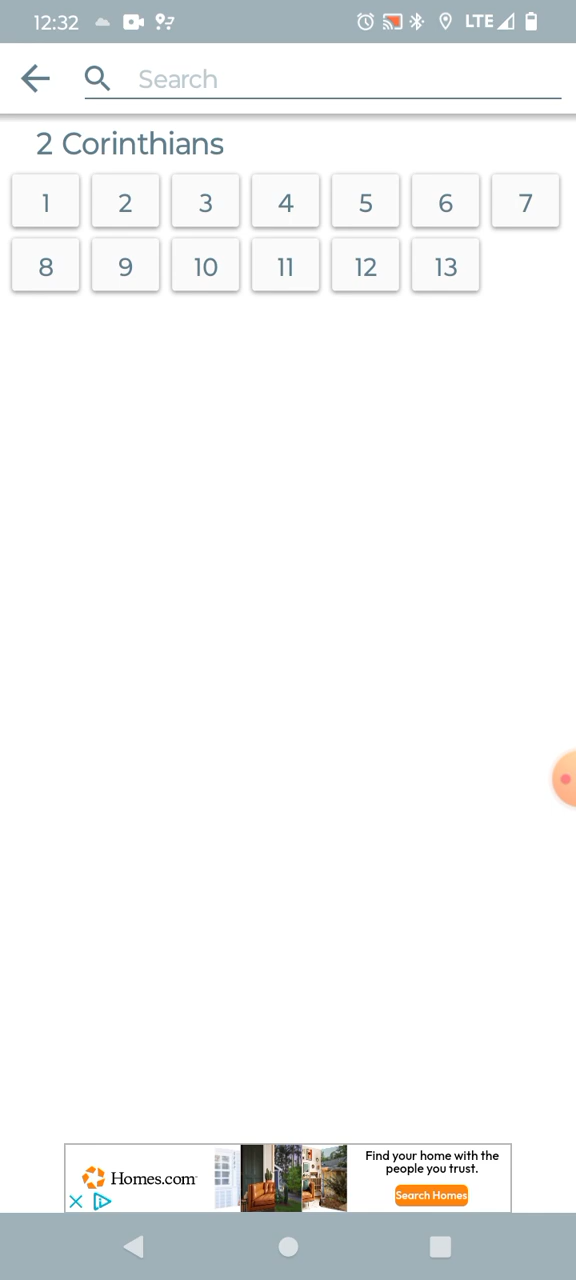 12:32 LTE
Search
2 Corinthians
1 2 3 4 5 6 7
8 9 10 11 12 13
Homes.com
Find your home with the
people you trust.
Search Homes